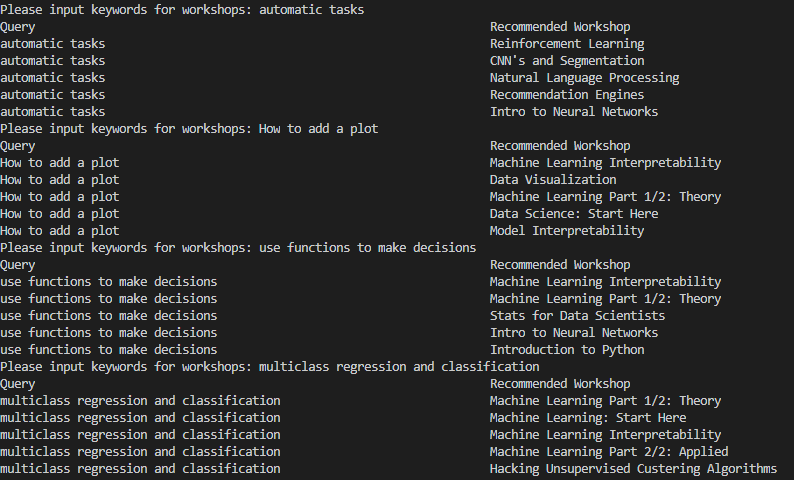 Please input keywords for workshops: automatic tasks
Query Recommended Workshop
automatic tasks Reinforcement Learning
automatic tasks CNN's and Segmentation
automatic tasks Natural Language Processing
automatic tasks Recommendation Engines
automatic tasks Intro to Neural Networks
Please input keywords for workshops: How to add a plot
Query Recommended Workshop
How to add a plot Machine Learning Interpretability
How to add a plot Data Visualization
How to add a plot Machine Learning Part 1/2: Theory
How to add a plot Data Science: Start Here
How to add a plot Model Interpretability
Please input keywords for workshops: use functions to make decisions
Query Recommended Workshop
use functions to make decisions Machine Learning Interpretability
use functions to make decisions Machine Learning Part 1/2: Theory
use functions to make decisions Stats for Data Scientists
use functions to make decisions Intro to Neural Networks
use functions to make decisions Introduction to Python
Please input keywords for workshops: multiclass regression and classification
Query Recommended Workshop
multiclass regression and classification Machine Learning Part 1/2: Theory
multiclass regression and classification Machine Learning: Start Here
multiclass regression and classification Machine Learning Interpretability
multiclass regression and classification Machine Learning Part 2/2: Applied
multiclass regression and classification Hacking Unsupervised Custering Algorithms